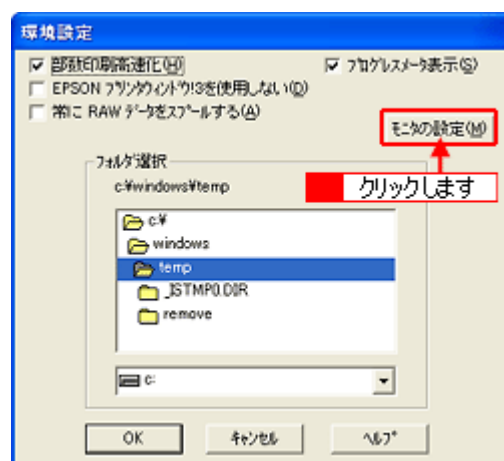 環境設定
部数印刷高速化(H)
プログレスメータ表示(S)
EPSON プリンタウィンドウ!3を使用しない(D)
常に RAW データをスプールする(A)
モニタの設定(M)
フォルダ選択
クリックします
c:¥windows¥temp
c:¥
windows
temp
_ISTMP0.DIR
remove
c:
OK
キャンセル
ヘルプ